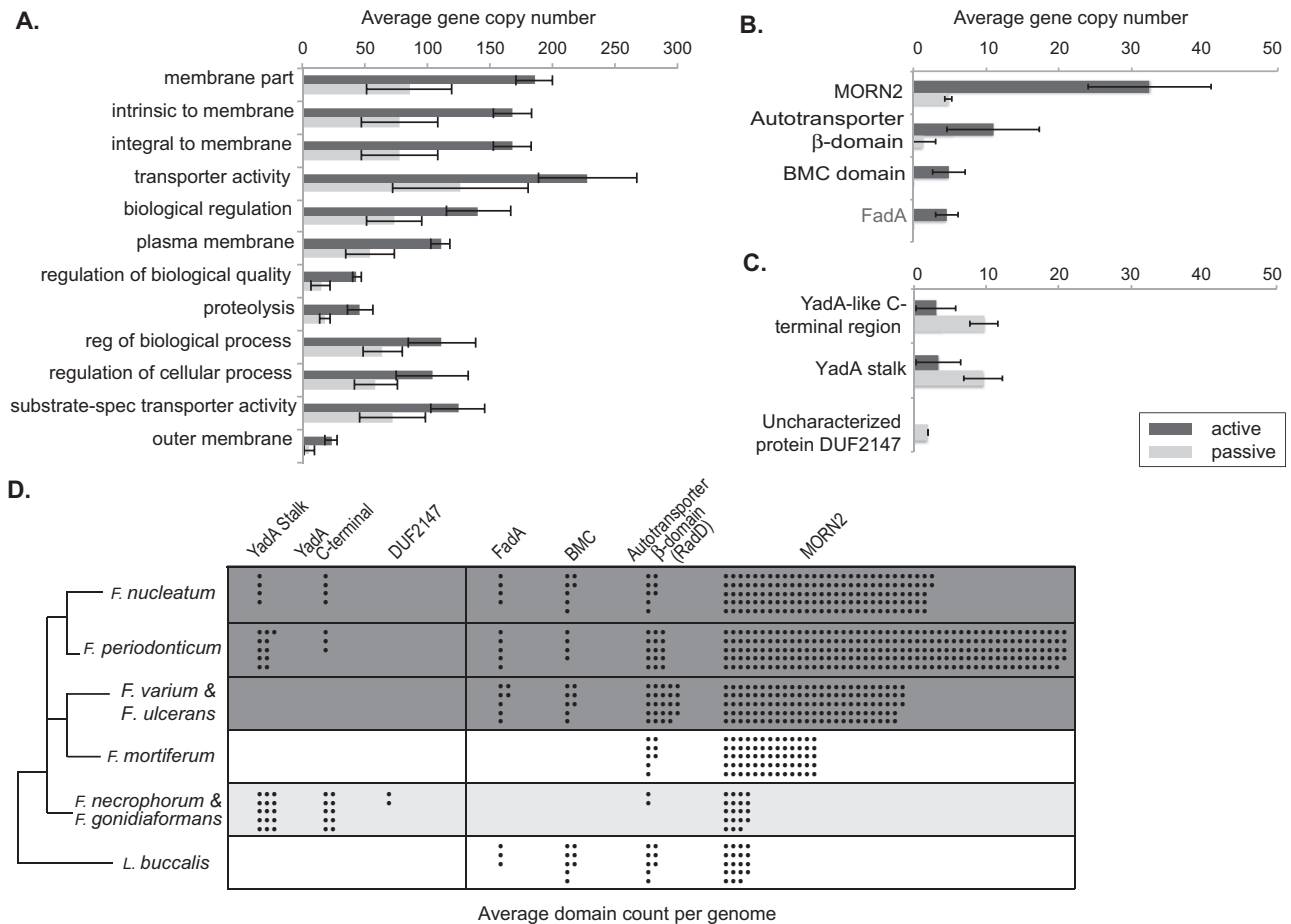 A.
Average gene copy number
0 50 100 150 200 250 300
membrane part
intrinsic to membrane
integral to membrane
transporter activity
biological regulation
plasma membrane
regulation of biological quality
proteolysis
reg of biological process
regulation of cellular process
substrate-spec transporter activity
outer membrane
B.
Average gene copy number
0 10 20 30 40 50
MORN2
Autotransporter
β-domain
BMC domain
FadA
C.
0 10 20 30 40 50
YadA-like C-
terminal region
YadA stalk
Uncharacterized
protein DUF2147
active
passive
D.
YadA Stalk
YadA
C-terminal
DUF2147
FadA
BMC
Autotransporter
β-domain
(RadD)
MORN2
F. nucleatum
F. periodonticum
F. varium &
F. ulcerans
F. mortiferum
F. necrophorum &
F. gonidiaformans
L. buccalis
Average domain count per genome